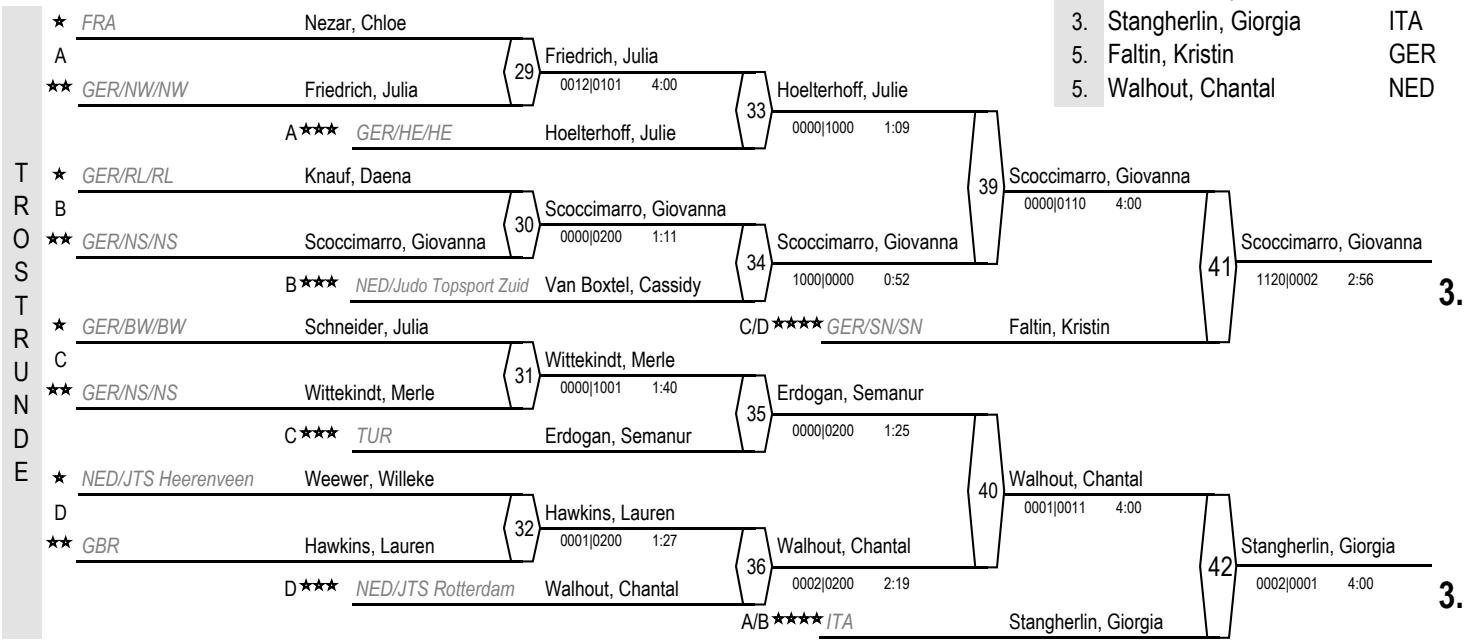 ★ FRA Nezar, Chloe
3. Stangherlin, Giorgia ITA
A
Friedrich, Julia
5. Faltin, Kristin GER
29
★★ GER/NW/NW Friedrich, Julia
0012|0101 4:00
Hoelterhoff, Julie
5. Walhout, Chantal NED
33
A★★★ GER/HE/HE Hoelterhoff, Julie
0000|1000 1:09
TROSTRUNDE
★ GER/RL/RL Knauf, Daena
39
Scoccimarro, Giovanna
0000|0110 4:00
B
Scoccimarro, Giovanna
30
★★ GER/NS/NS Scoccimarro, Giovanna
0000|0200 1:11
Scoccimarro, Giovanna
34
41
Scoccimarro, Giovanna
B★★★ NED/Judo Topsport Zuid Van Boxtel, Cassidy
1000|0000 0:52
1120|0002 2:56
3.
★ GER/BW/BW Schneider, Julia
C/D★★★★ GER/SN/SN Faltin, Kristin
C
Wittekindt, Merle
31
★★ GER/NS/NS Wittekindt, Merle
0000|1001 1:40
Erdogan, Semanur
35
C★★★ TUR Erdogan, Semanur
0000|0200 1:25
★ NED/JTS Heerenveen Weewer, Willeke
40
Walhout, Chantal
0001|0011 4:00
D
Hawkins, Lauren
32
★★ GBR Hawkins, Lauren
0001|0200 1:27
Walhout, Chantal
36
42
Stangherlin, Giorgia
D★★★ NED/JTS Rotterdam Walhout, Chantal
0002|0200 2:19
0002|0001 4:00
3.
A/B★★★★ ITA Stangherlin, Giorgia